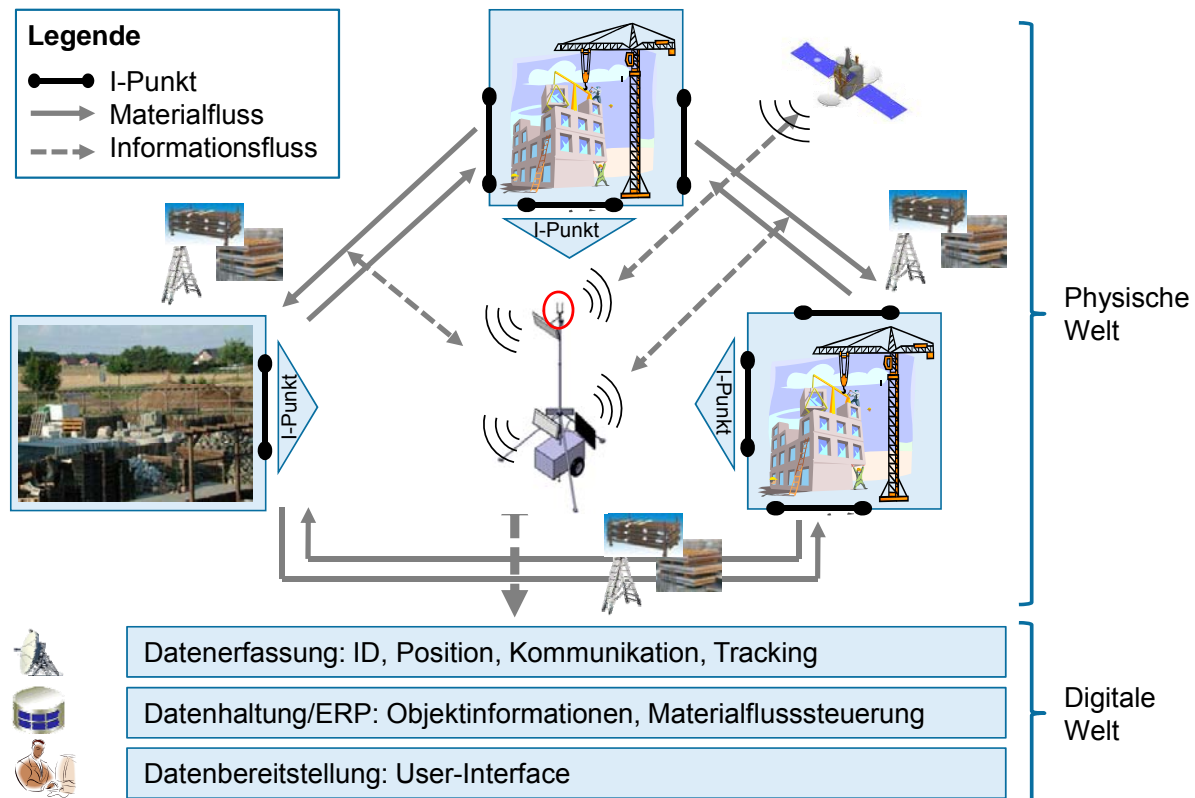 Legende
I-Punkt
Materialfluss
Informationsfluss
I-Punkt
I-Punkt
I-Punkt
Physische
Welt
Datenerfassung: ID, Position, Kommunikation, Tracking
Datenhaltung/ERP: Objektinformationen, Materialflusssteuerung
Datenbereitstellung: User-Interface
Digitale
Welt